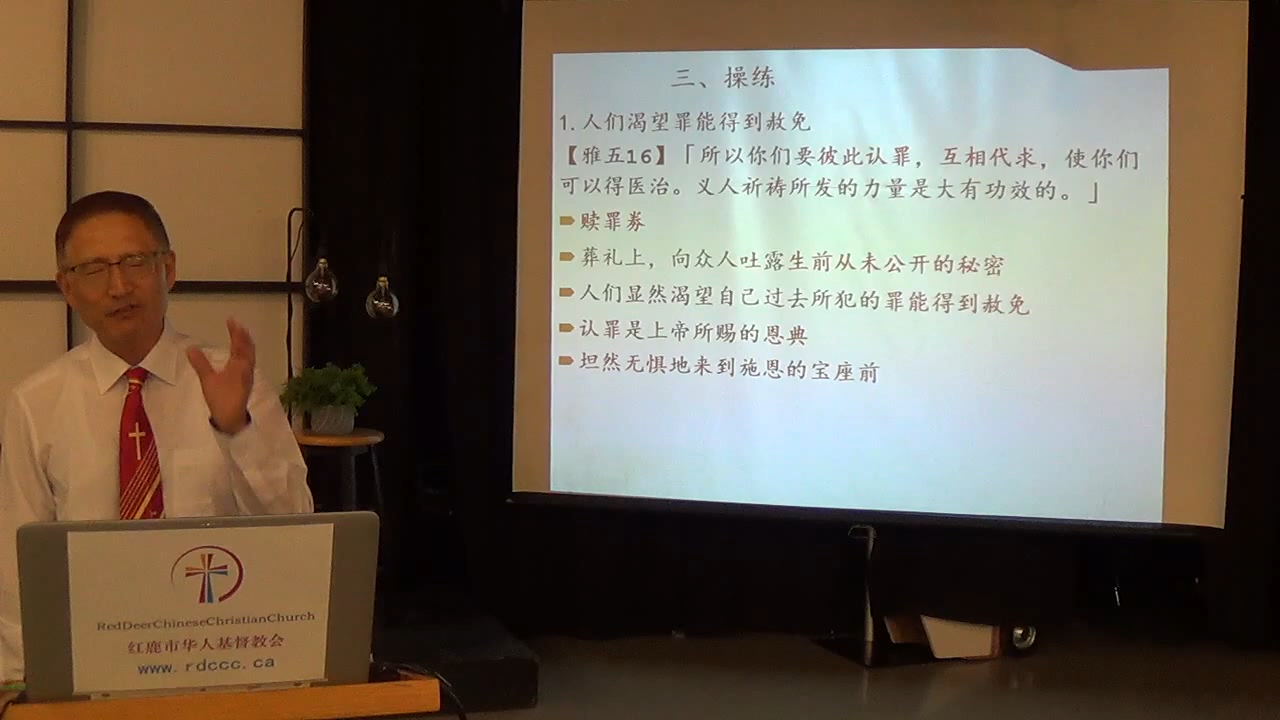 三、操练
1.人们渴望罪能得到赦免
【雅五16】「所以你们要彼此认罪，互相代求，使你们
可以得医治。义人祈祷所发的力量是大有功效的。」
赎罪券
葬礼上，向众人吐露生前从未公开的秘密
人们显然渴望自己过去所犯的罪能得到赦免
认罪是上帝所赐的恩典
坦然无惧地来到施恩的宝座前
RedDeerChineseChristianChurch
红鹿市华人基督教会
www.rdccc.ca